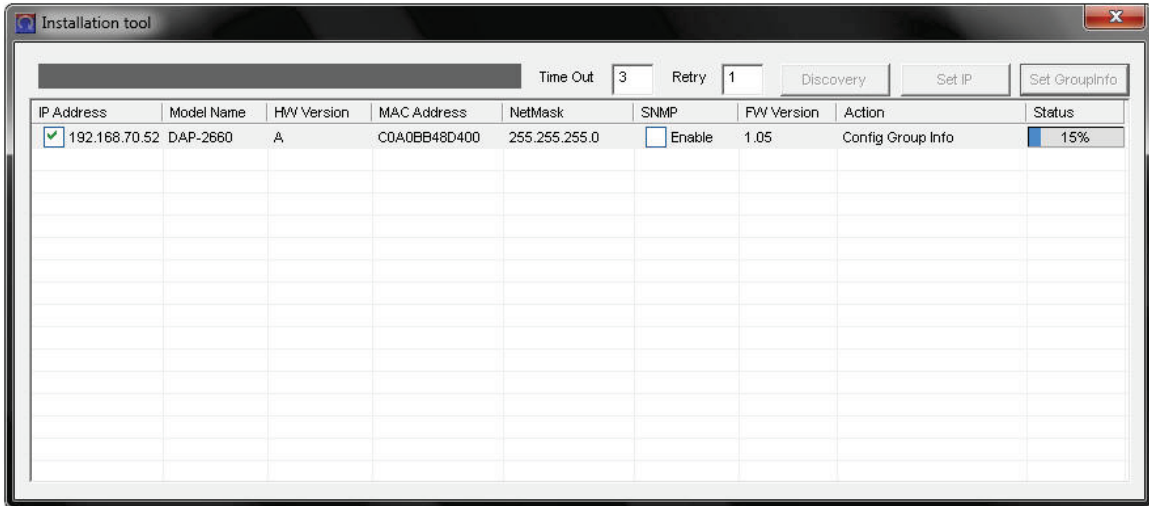 Installation tool
Time Out 3 Retry 1 Discovery Set IP Set GroupInfo
IP Address Model Name HW Version MAC Address NetMask SNMP FW Version Action Status
192.168.70.52 DAP-2660 A C0A0BB48D400 255.255.255.0 Enable 1.05 Config Group Info 15%